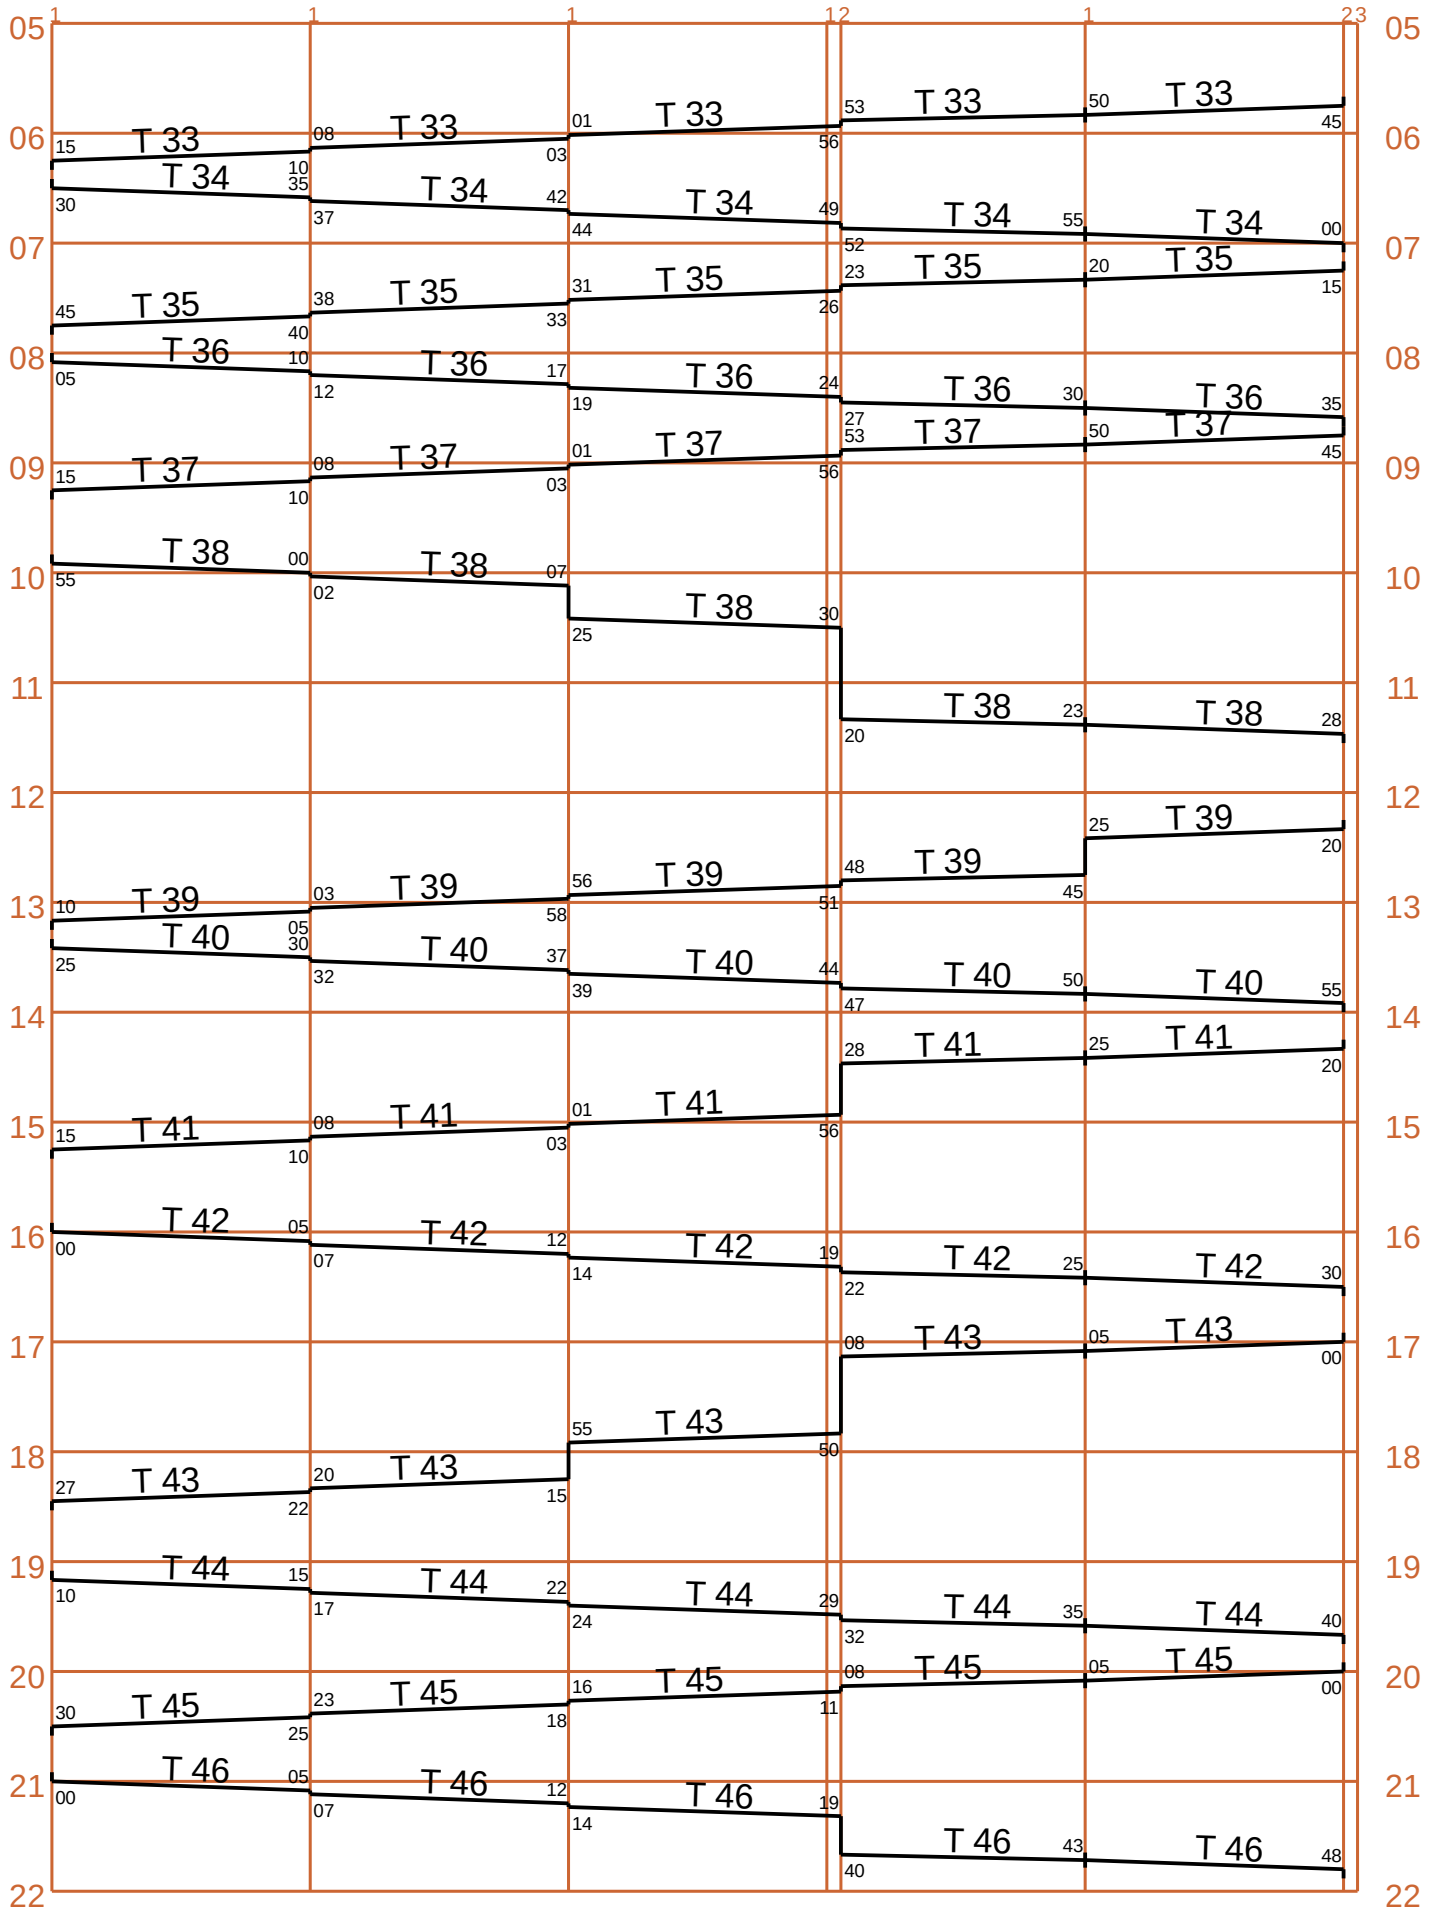 1 1 1 1 2 1 2 3
05 05
53 T 33 50 T 33
01 T 33
08 T 33 56 45
06 15 T 33 03 06
10
T 34 35
30 37 T 34 42
44 T 34 49
52 T 34 55 T 34 00
07 07
23 T 35 20 T 35
31 T 35 26 15
38 T 35 33
45 T 35 40
08 T 36 10 08
05 12 T 36 17
19 T 36 24
27 T 36 30 T 36 35
53 T 37 50 T 37
01 T 37 56 45
09 08 T 37 03 09
15 T 37 10
T 38 00
10 55 02 T 38 07 10
25 T 38 30
11 11
20 T 38 23 T 38 28
12 12
25 T 39 20
48 T 39 45
56 T 39 51
03 T 39 58
13 10 T 39 05 13
T 40 30
25 32 T 40 37
39 T 40 44
47 T 40 50 T 40 55
14 14
28 T 41 25 T 41 20
01 T 41 56
15 08 T 41 03 15
15 T 41 10
16 T 42 05 16
00 07 T 42 12
14 T 42 19
22 T 42 25 T 42 30
17 08 T 43 05 T 43 00 17
55 T 43 50
18 18
20 T 43 15
27 T 43 22
19 T 44 15 19
10 17 T 44 22
24 T 44 29
32 T 44 35 T 44 40
20 08 T 45 05 T 45 00 20
16 T 45 11
23 T 45 18
30 T 45 25
T 46 05
21 00 07 T 46 12 21
14 T 46 19
40 T 46 43 T 46 48
22 22